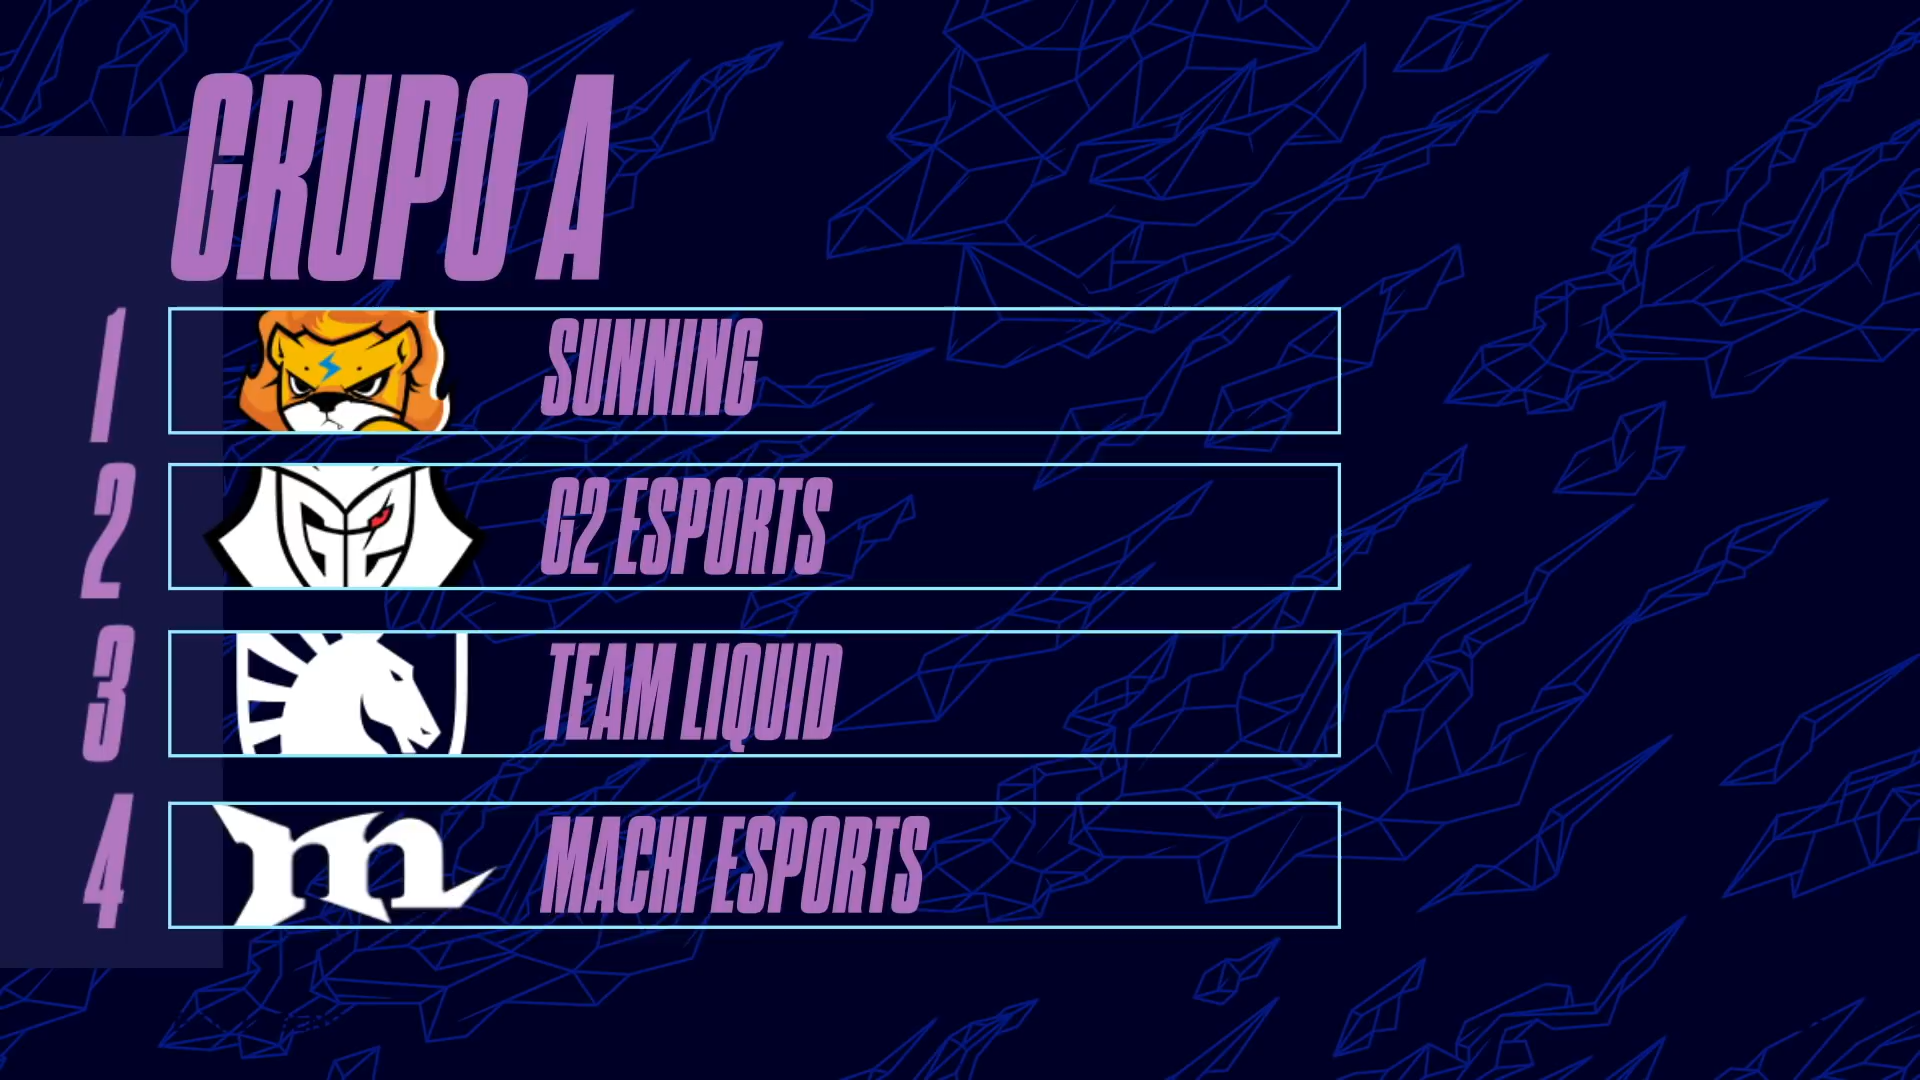 GRUPO A
1 SUNNING
2 G2 ESPORTS
3 TEAM LIQUID
4 MACHI ESPORTS